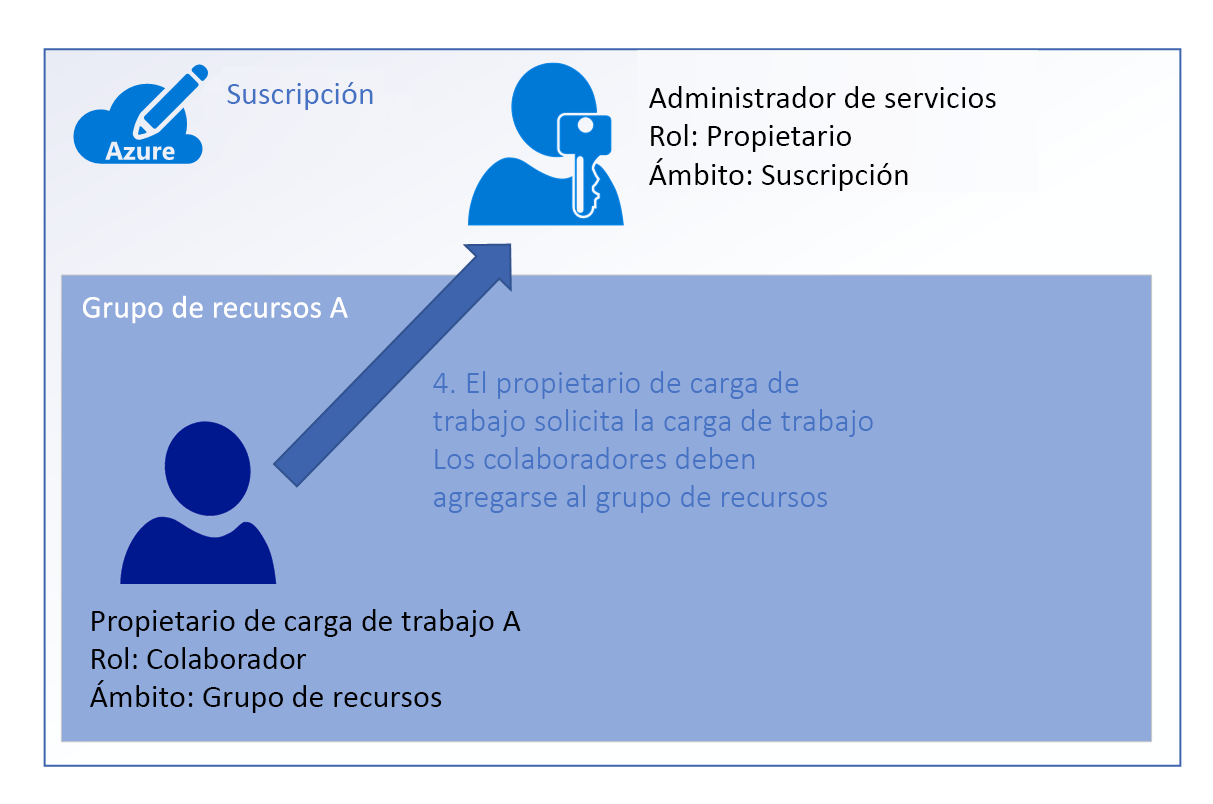 Azure
Suscripción
Administrador de servicios
Rol: Propietario
Ámbito: Suscripción
Grupo de recursos A
4. El propietario de carga de
trabajo solicita la carga de trabajo
Los colaboradores deben
agregarse al grupo de recursos
Propietario de carga de trabajo A
Rol: Colaborador
Ámbito: Grupo de recursos